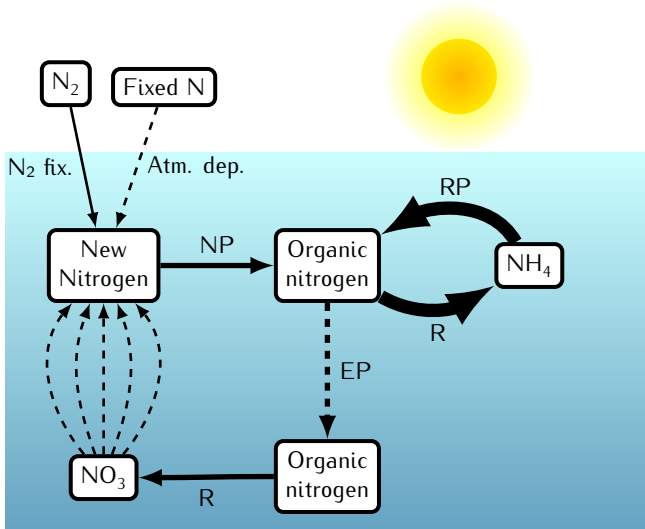 N₂
Fixed N
N₂ fix.
Atm. dep.
RP
New
Nitrogen
NP
Organic
nitrogen
NH₄
R
EP
NO₃
R
Organic
nitrogen